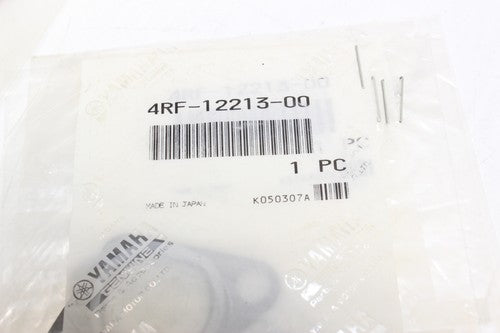 4RF-12213-00
1 PC
MADE IN JAPAN
K050307A
YAMAHA